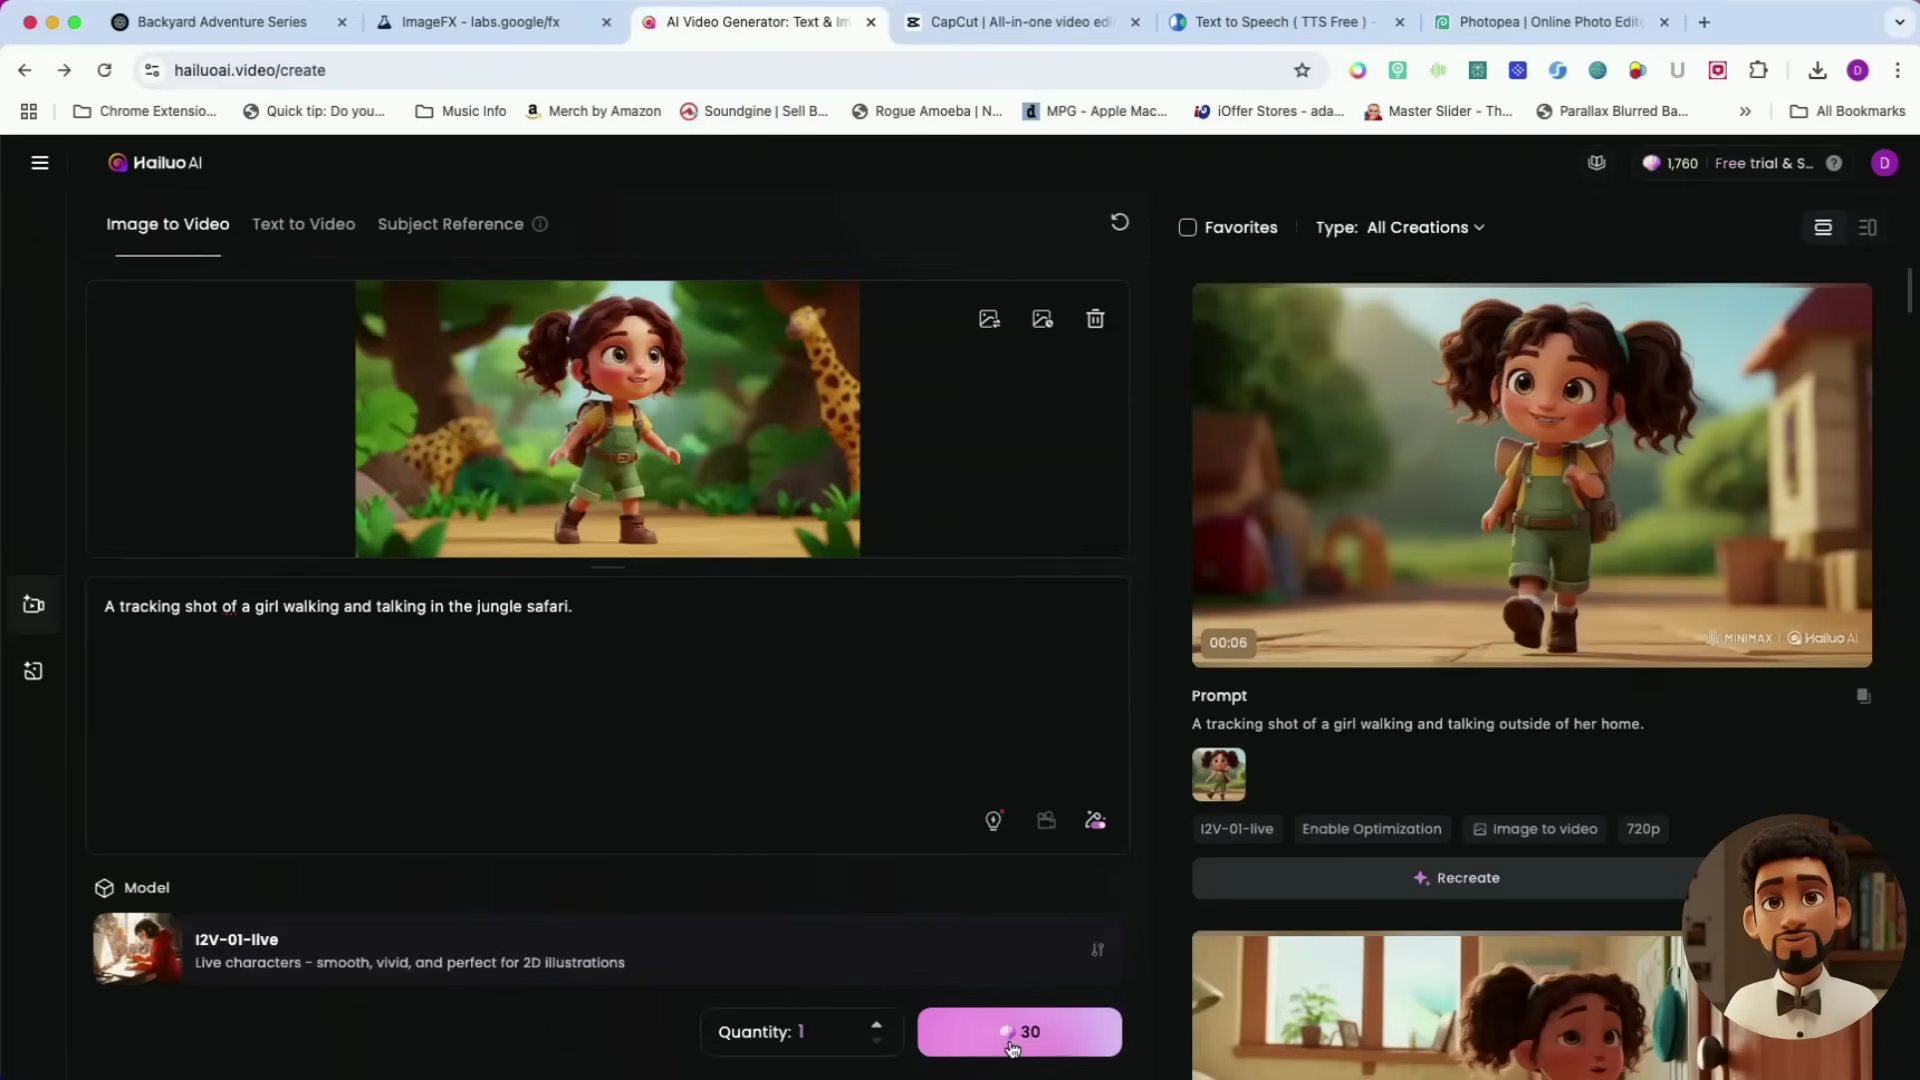 Backyard Adventure Series
ImageFX - labs.google/fx
AI Video Generator: Text & Im
CapCut | All-in-one video edi
Text to Speech ( TTS Free ) -
Photopea | Online Photo Edit
hailuoai.video/create
D
Chrome Extensio...
Quick tip: Do you...
Music Info
Merch by Amazon
Soundgine | Sell B...
Rogue Amoeba | N...
MPG - Apple Mac...
iOffer Stores - ada...
Master Slider - Th...
Parallax Blurred Ba...
»
All Bookmarks
Hailuo AI
1,760
Free trial & S...
D
Image to Video
Text to Video
Subject Reference
Favorites
Type: All Creations
A tracking shot of a girl walking and talking in the jungle safari.
00:06
MINIMAX | Hailuo AI
Prompt
A tracking shot of a girl walking and talking outside of her home.
I2V-01-live
Enable Optimization
Image to video
720p
Recreate
Model
I2V-01-live
Live characters - smooth, vivid, and perfect for 2D illustrations
Quantity: 1
30